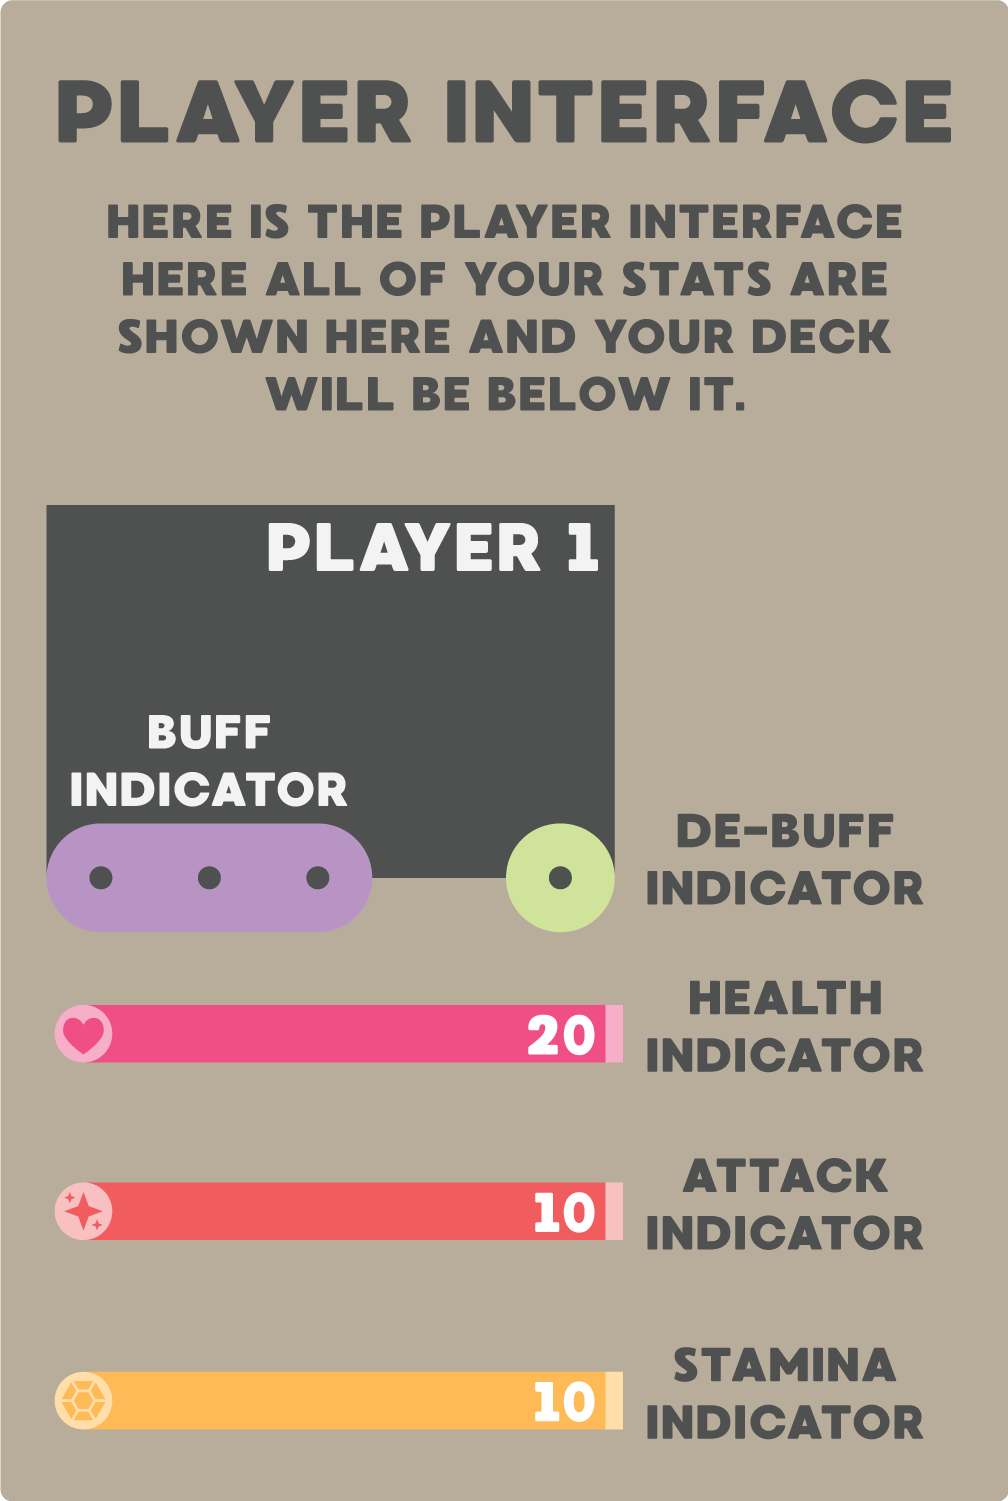 PLAYER INTERFACE
HERE IS THE PLAYER INTERFACE
HERE ALL OF YOUR STATS ARE
SHOWN HERE AND YOUR DECK
WILL BE BELOW IT.
PLAYER 1
BUFF
INDICATOR
DE-BUFF
INDICATOR
20
HEALTH
INDICATOR
10
ATTACK
INDICATOR
10
STAMINA
INDICATOR